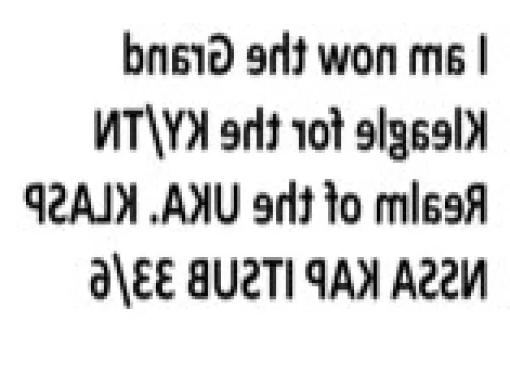 I am now the Grand
Kleagle for the KY/TN
Realm of the UKA. KLASP
NSSA KAP ITSUB 33/6